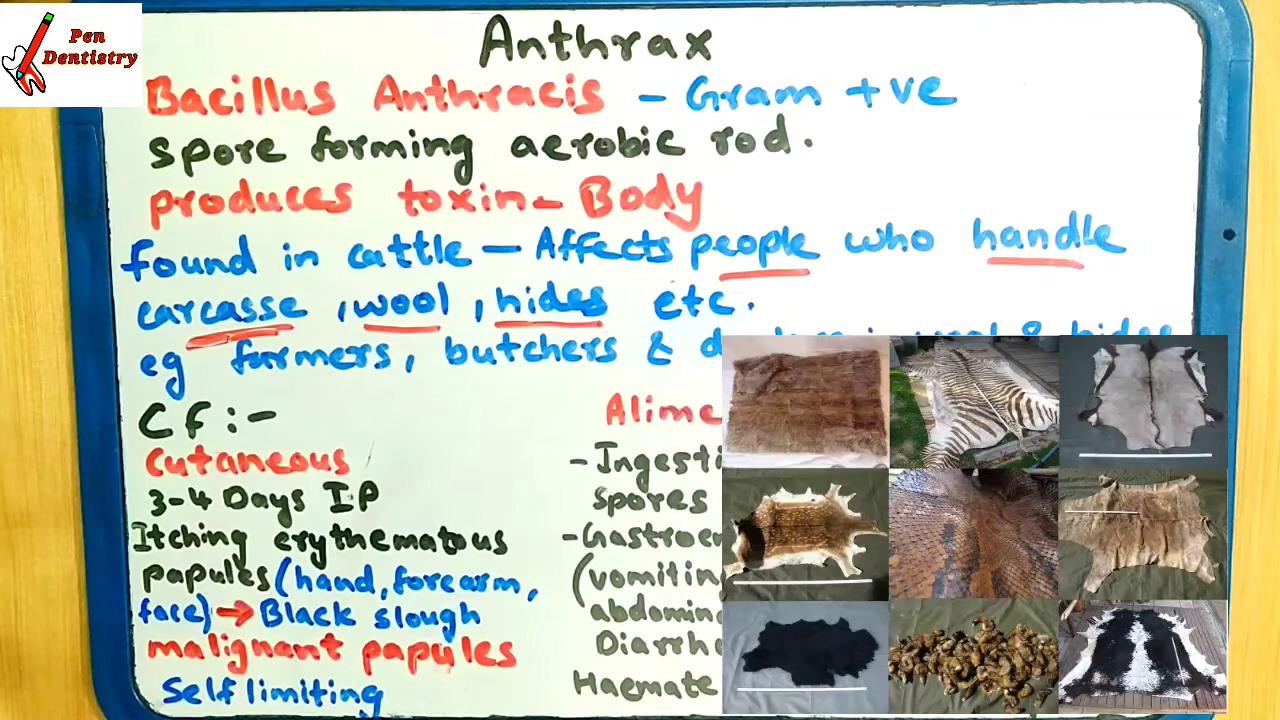 Pen
Dentistry
Anthrax
Bacillus Anthracis - Gram +ve
spore forming aerobic rod.
produces toxin - Body
found in cattle - Affects people who handle
carcasse, wool, hides etc.
eg farmers, butchers &
CF:-
Cutaneous
3-4 Days IP
Itching erythematous
papules (hand, forearm,
face) → Black slough
malignant papules
Self limiting
Alime
- Ingesti
spores
- Gastroen
(vomitin
abdomin
Diarrhe
Haemate